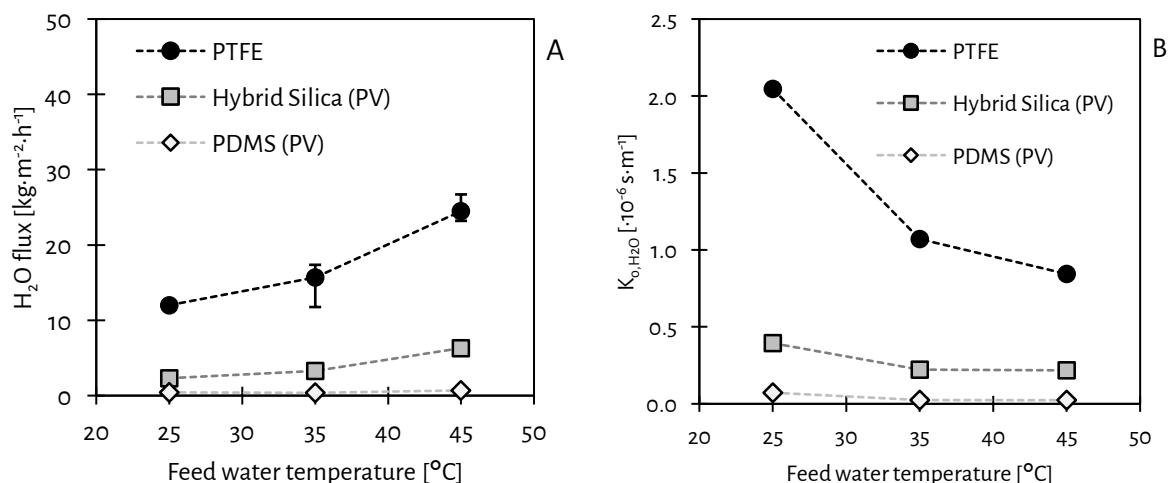 A
H₂O flux [kg·m⁻²·h⁻¹]
50
40
30
20
10
0
PTFE
Hybrid Silica (PV)
PDMS (PV)
20 25 30 35 40 45 50
Feed water temperature [°C]
B
K₀,H₂O [·10⁻⁶ s·m⁻¹]
2.5
2.0
1.5
1.0
0.5
0.0
PTFE
Hybrid Silica (PV)
PDMS (PV)
20 25 30 35 40 45 50
Feed water temperature [°C]